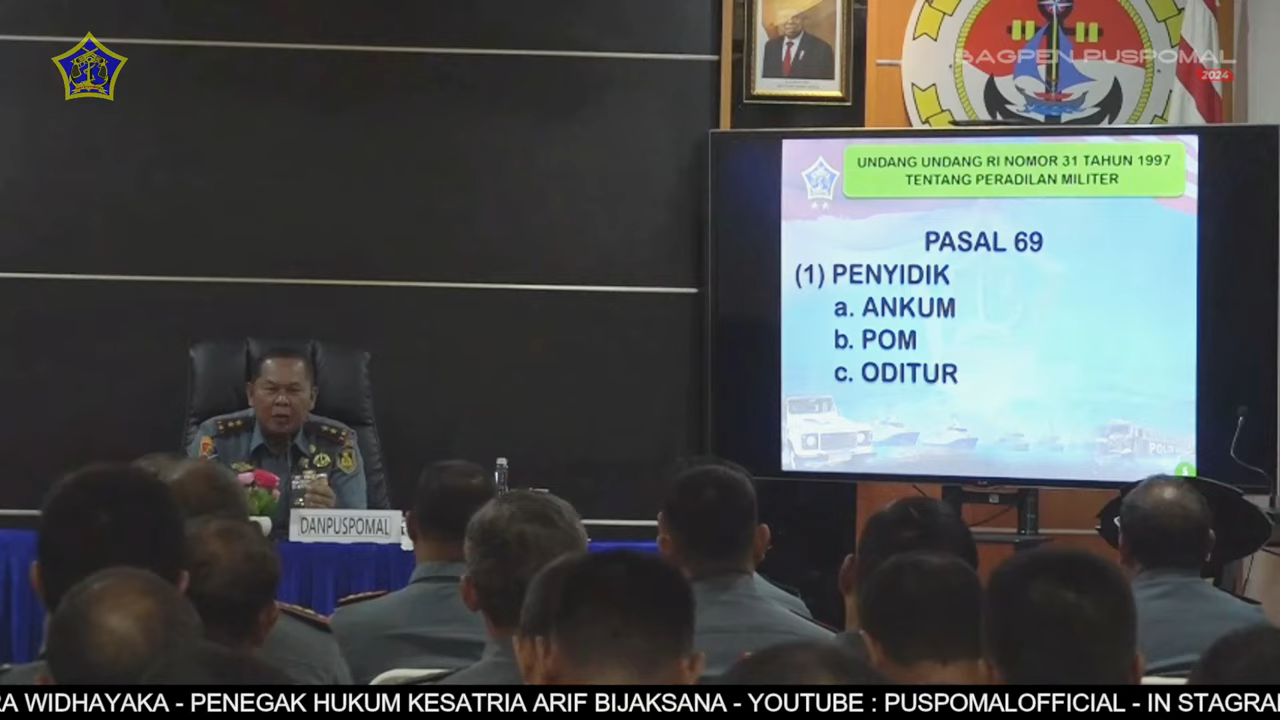 BAGPEN PUSPOMAL
2024
UNDANG UNDANG RI NOMOR 31 TAHUN 1997
TENTANG PERADILAN MILITER
PASAL 69
(1) PENYIDIK
a. ANKUM
b. POM
c. ODITUR
DANPUSPOMAL
RA WIDHAYAKA - PENEGAK HUKUM KESATRIA ARIF BIJAKSANA - YOUTUBE : PUSPOMALOFFICIAL - IN STAGRA